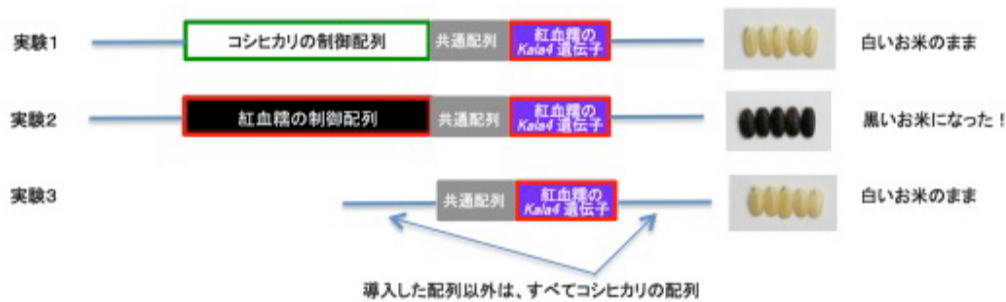 実験1
コシヒカリの制御配列
共通配列
紅血糯の
Kala4 遺伝子
白いお米のまま
実験2
紅血糯の制御配列
共通配列
紅血糯の
Kala4 遺伝子
黒いお米になった！
実験3
共通配列
紅血糯の
Kala4 遺伝子
白いお米のまま
導入した配列以外は、すべてコシヒカリの配列